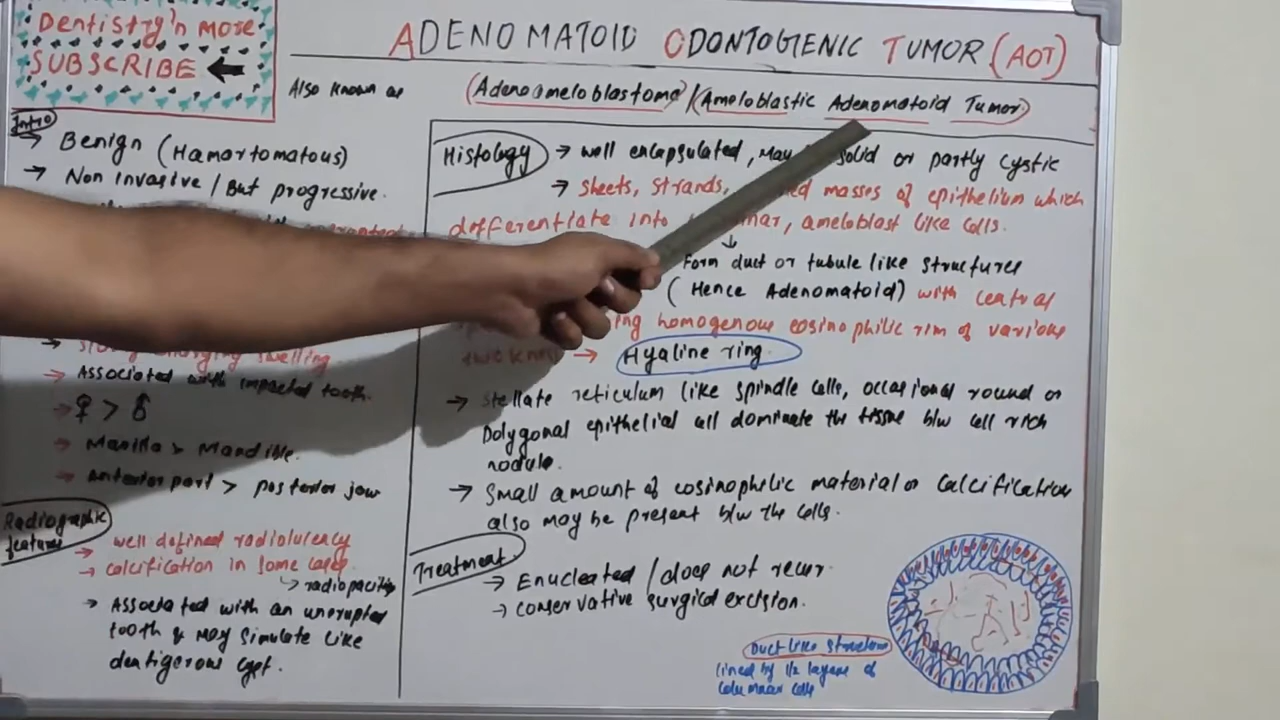 Dentistry'n more
SUBSCRIBE
ADENOMATOID ODONTOGENIC TUMOR (AOT)
Also known as (Adenoameloblastoma)/(Ameloblastic Adenomatoid Tumor)
Intro
→ Benign (Hamartomatous)
→ Non invasive/But progressive.
swelling
→ Associated with impacted tooth.
→ ♀ > ♂
→ Maxilla > Mandible.
→ Anterior part > posterior jaw
Radiographic features
→ well defined radiolucency
→ calcification in some cases.
↳ radiopacities
→ Associated with an unerupted
tooth & may simulate like
dentigerous cyst.
Histology → well encapsulated, may solid or partly cystic
→ sheets, strands, masses of epithelium which
differentiate into ameloblast like cells.
↓
Form duct or tubule like structures
(Hence Adenomatoid) with central
homogenous eosinophilic rim of various
→ Hyaline ring.
→ Stellate reticulum like spindle cells, occasional round or
Polygonal epithelial cell dominate the tissue b/w cell rich
nodule.
→ Small amount of eosinophilic material or calcification
also may be present b/w the cells.
Treatment
→ Enucleated / does not recur.
→ conservative surgical excision.
Duct like structure
lined by 1/2 layers of
columnar cells